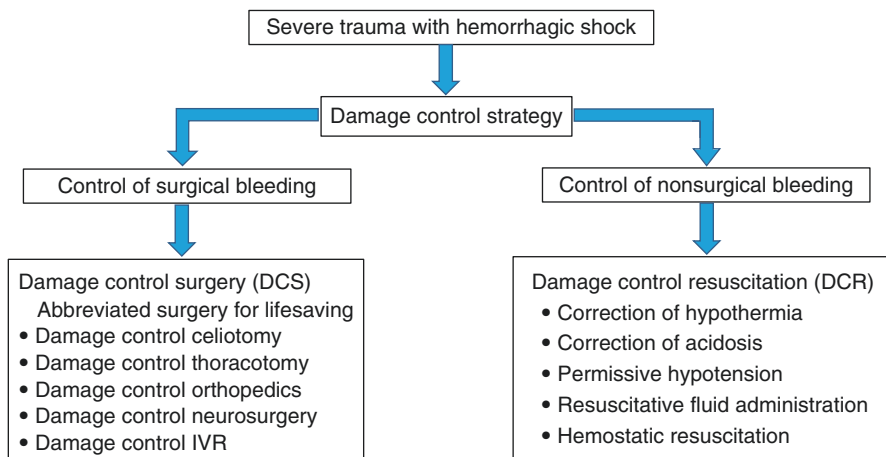 Severe trauma with hemorrhagic shock
Damage control strategy
Control of surgical bleeding
Control of nonsurgical bleeding
Damage control surgery (DCS)
Abbreviated surgery for lifesaving
• Damage control celiotomy
• Damage control thoracotomy
• Damage control orthopedics
• Damage control neurosurgery
• Damage control IVR
Damage control resuscitation (DCR)
• Correction of hypothermia
• Correction of acidosis
• Permissive hypotension
• Resuscitative fluid administration
• Hemostatic resuscitation